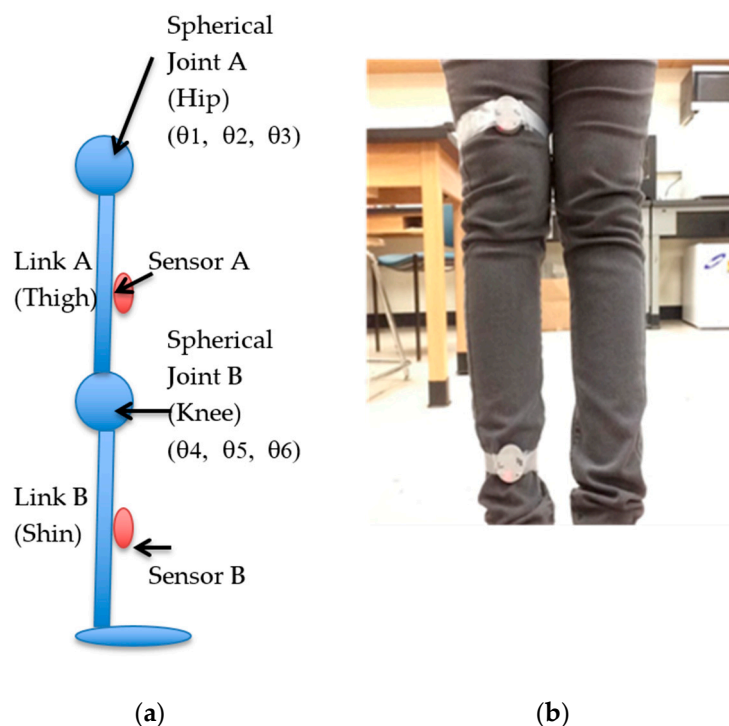 Spherical
Joint A
(Hip)
(θ1, θ2, θ3)
Link A
(Thigh)
Sensor A
Spherical
Joint B
(Knee)
(θ4, θ5, θ6)
Link B
(Shin)
Sensor B
(a)
(b)